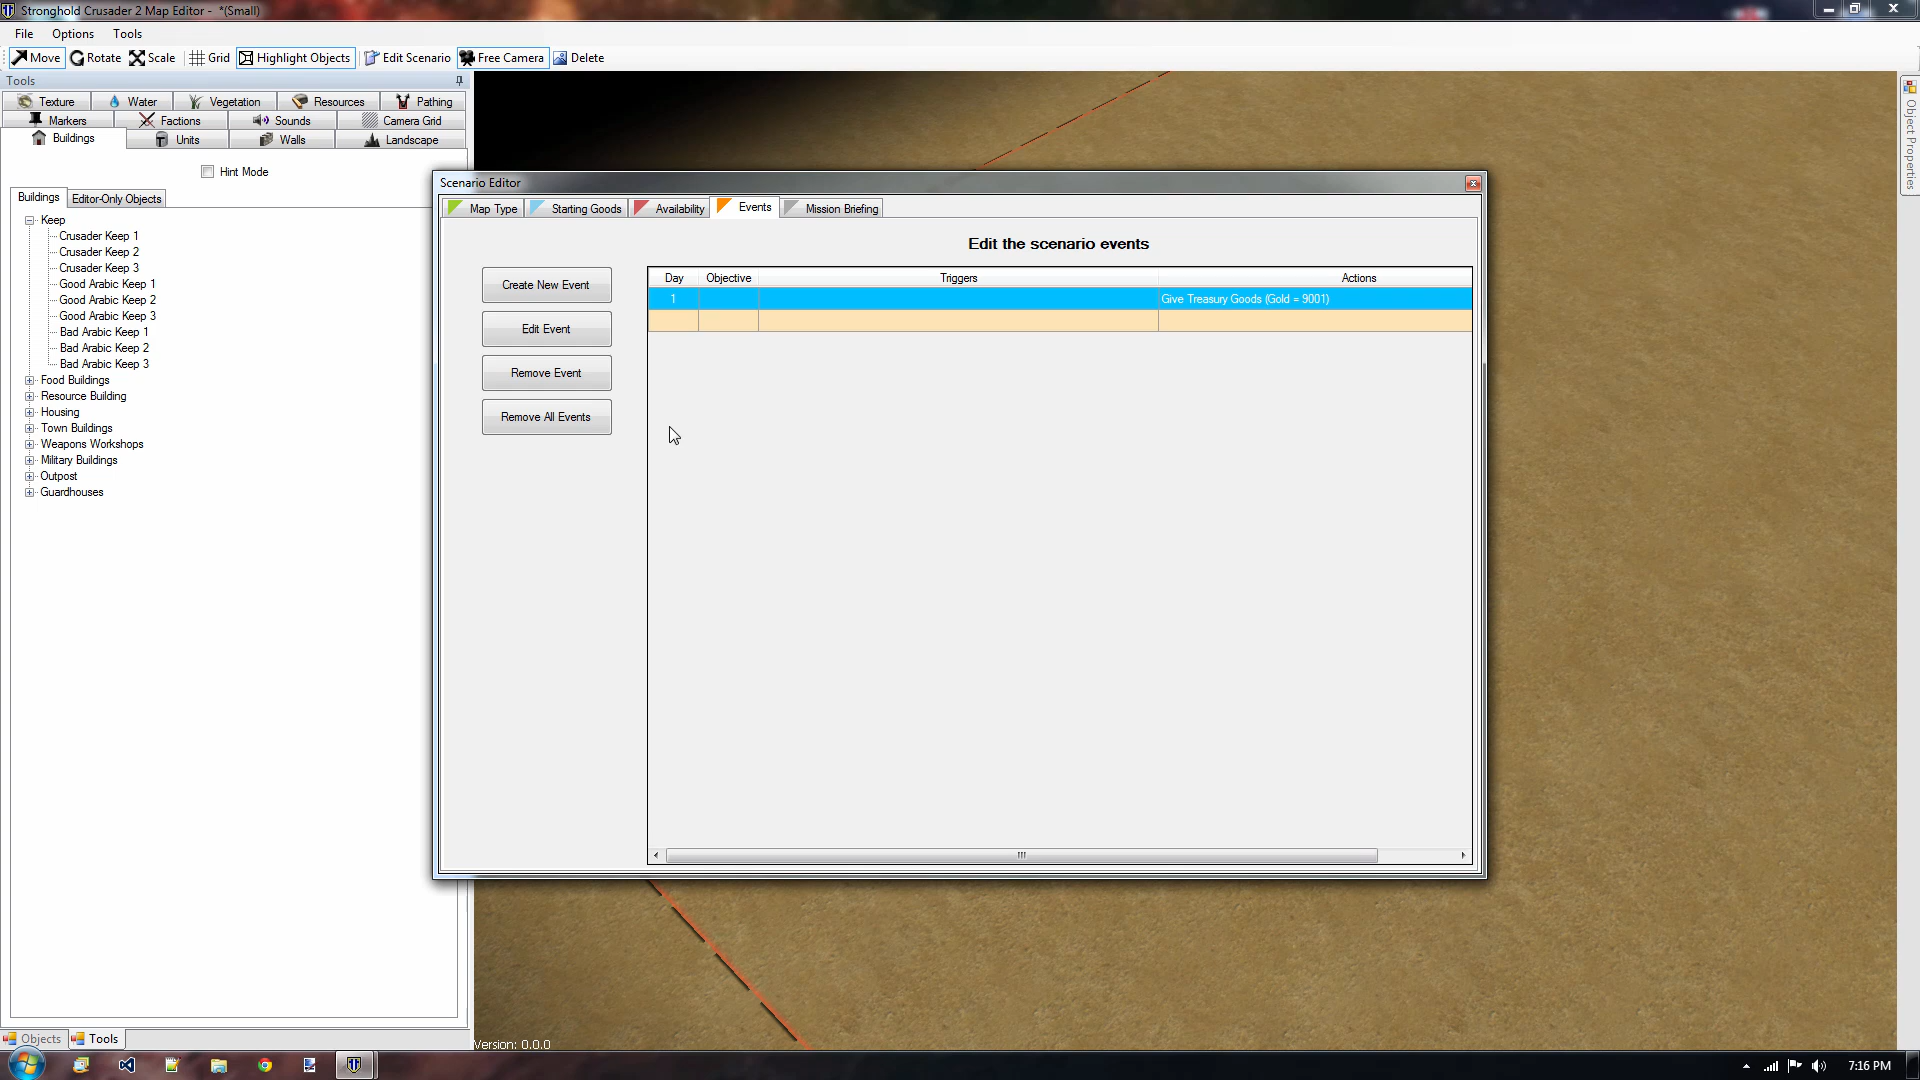 Stronghold Crusader 2 Map Editor - *(Small)
File Options Tools
Move Rotate Scale Grid Highlight Objects Edit Scenario Free Camera Delete
Tools
Texture Water Vegetation Resources Pathing
Markers Factions Sounds Camera Grid
Buildings Units Walls Landscape
Hint Mode
Buildings Editor-Only Objects
Keep
Crusader Keep 1
Crusader Keep 2
Crusader Keep 3
Good Arabic Keep 1
Good Arabic Keep 2
Good Arabic Keep 3
Bad Arabic Keep 1
Bad Arabic Keep 2
Bad Arabic Keep 3
Food Buildings
Resource Building
Housing
Town Buildings
Weapons Workshops
Military Buildings
Outpost
Guardhouses
Scenario Editor
Map Type Starting Goods Availability Events Mission Briefing
Edit the scenario events
Create New Event
Edit Event
Remove Event
Remove All Events
Day Objective Triggers Actions
1 Give Treasury Goods (Gold = 9001)
Object Properties
Objects Tools
Version: 0.0.0
7:16 PM